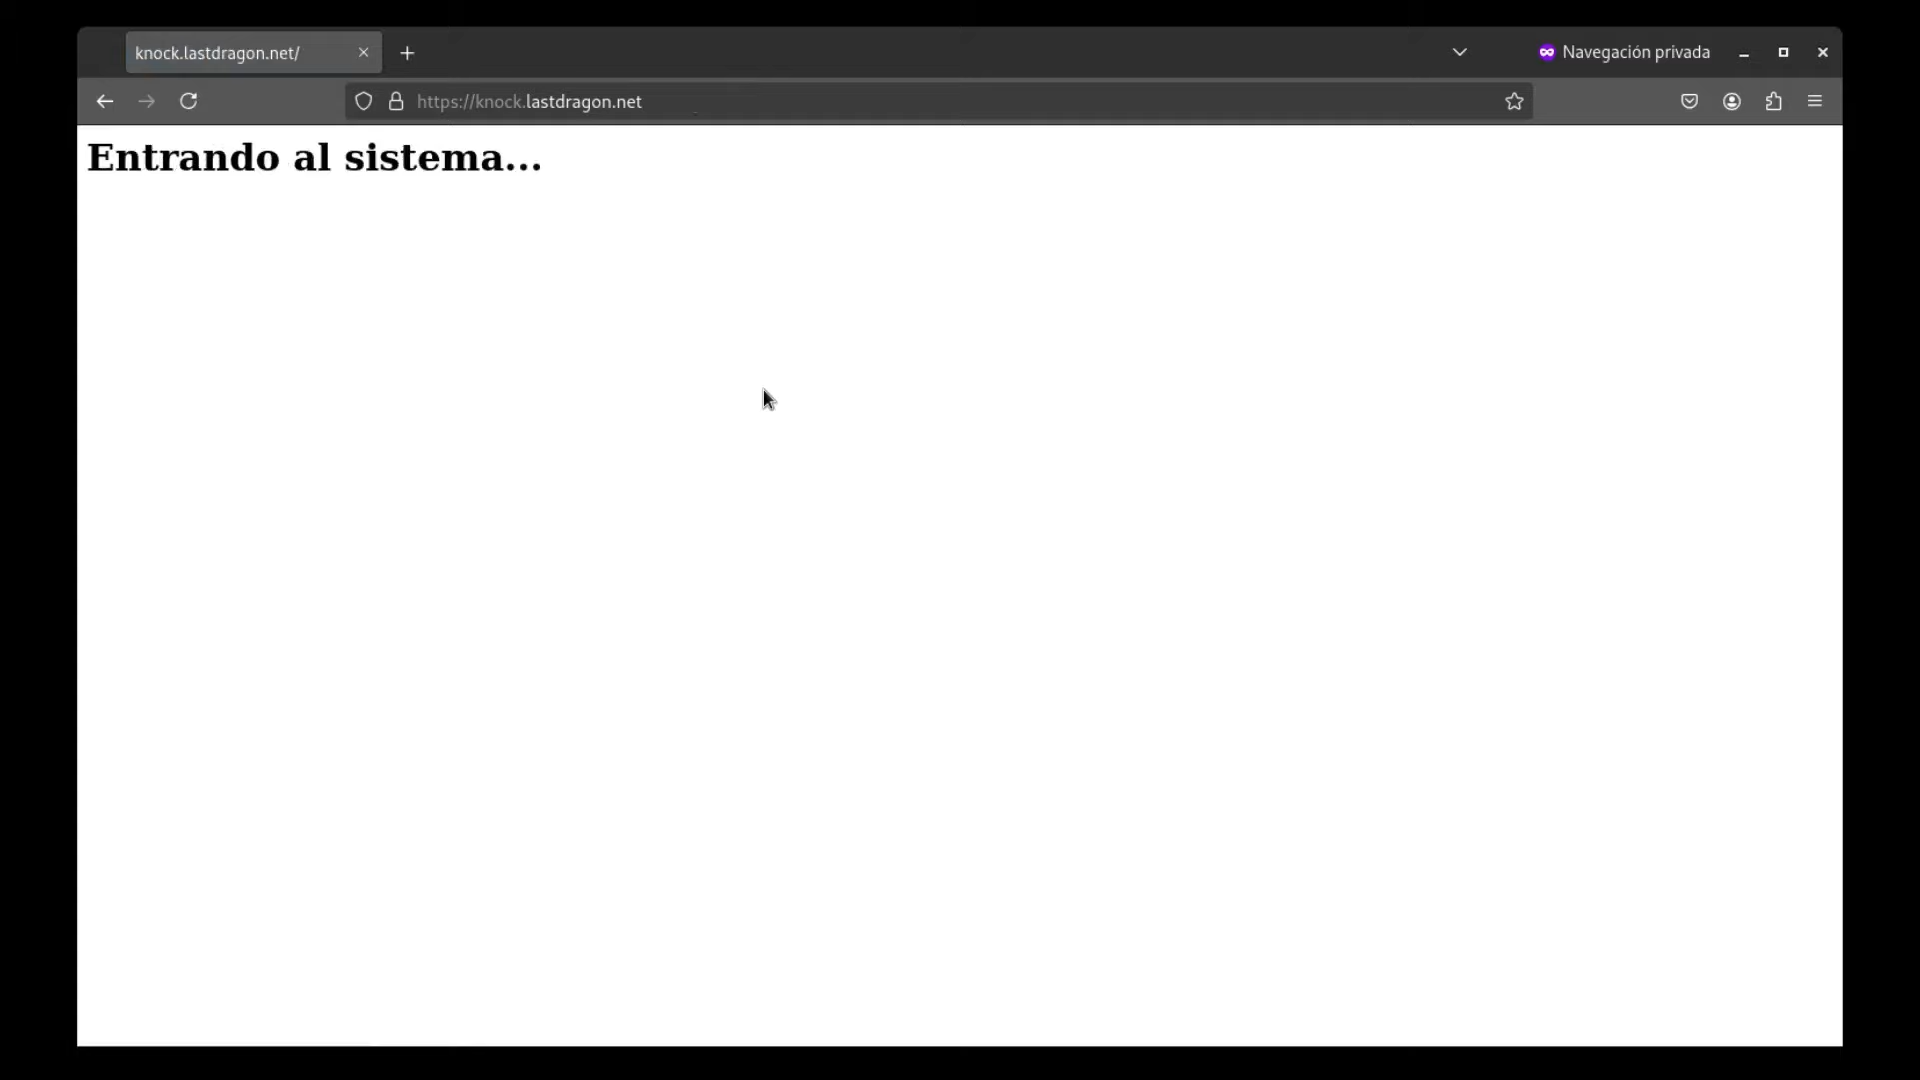 knock.lastdragon.net/
Navegación privada
https://knock.lastdragon.net
Entrando al sistema...